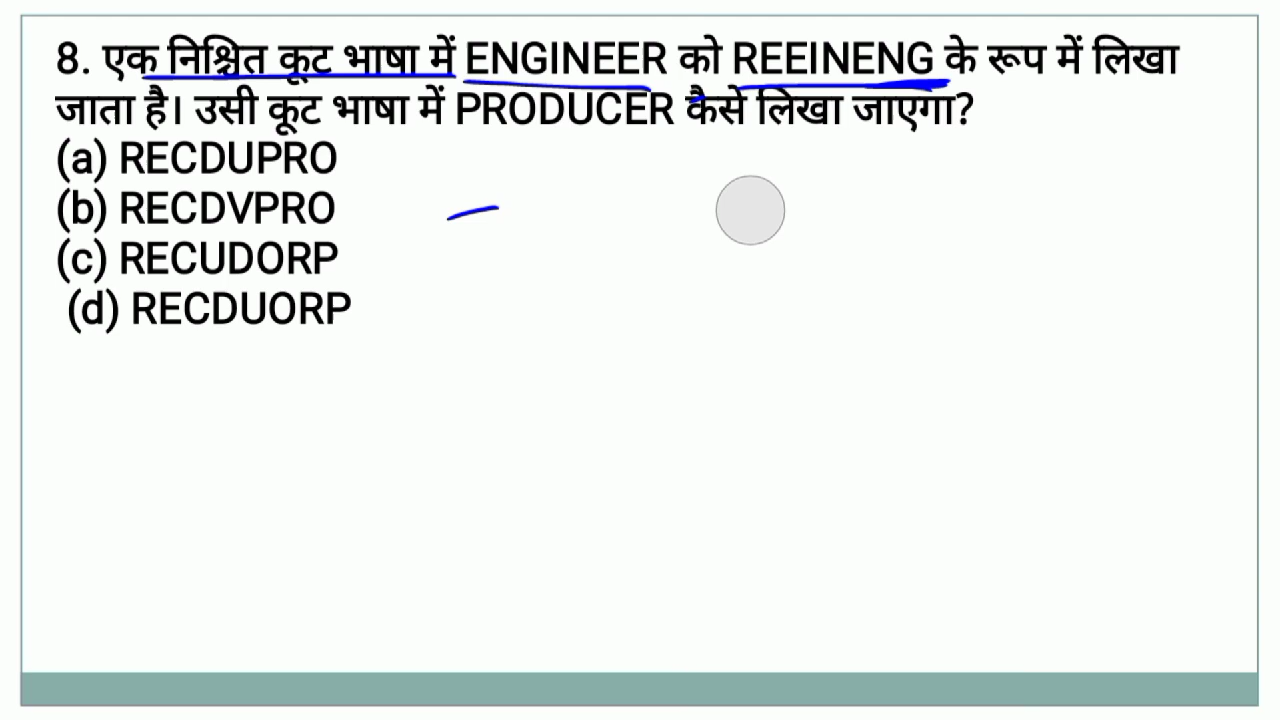 8. एक निश्चित कूट भाषा में ENGINEER को REEINENG के रूप में लिखा
जाता है। उसी कूट भाषा में PRODUCER कैसे लिखा जाएगा?
(a) RECDUPRO
(b) RECDVPRO
(c) RECUDORP
(d) RECDUORP